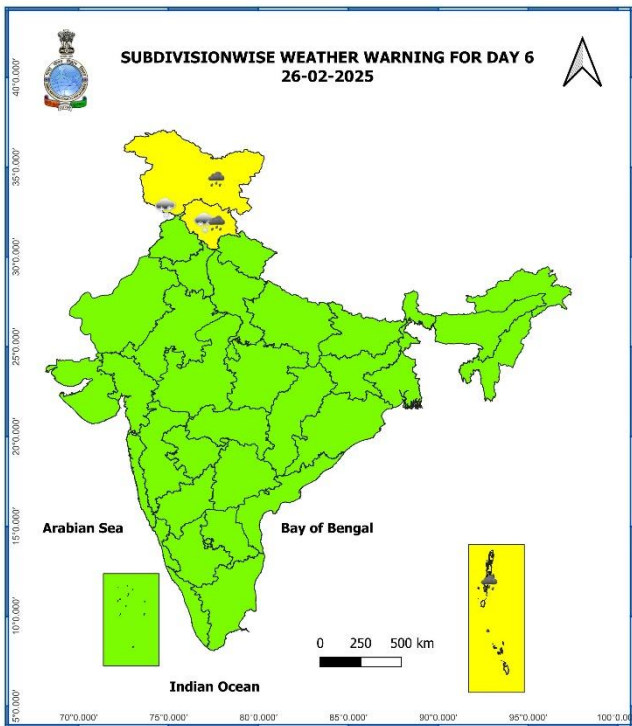 SUBDIVISIONWISE WEATHER WARNING FOR DAY 6
26-02-2025
40°0.000'
35°0.000'
30°0.000'
25°0.000'
20°0.000'
15°0.000'
10°0.000'
5°0.000'
Arabian Sea
Bay of Bengal
0 250 500 km
Indian Ocean
70°0.000' 75°0.000' 80°0.000' 85°0.000' 90°0.000' 95°0.000' 100°0.0